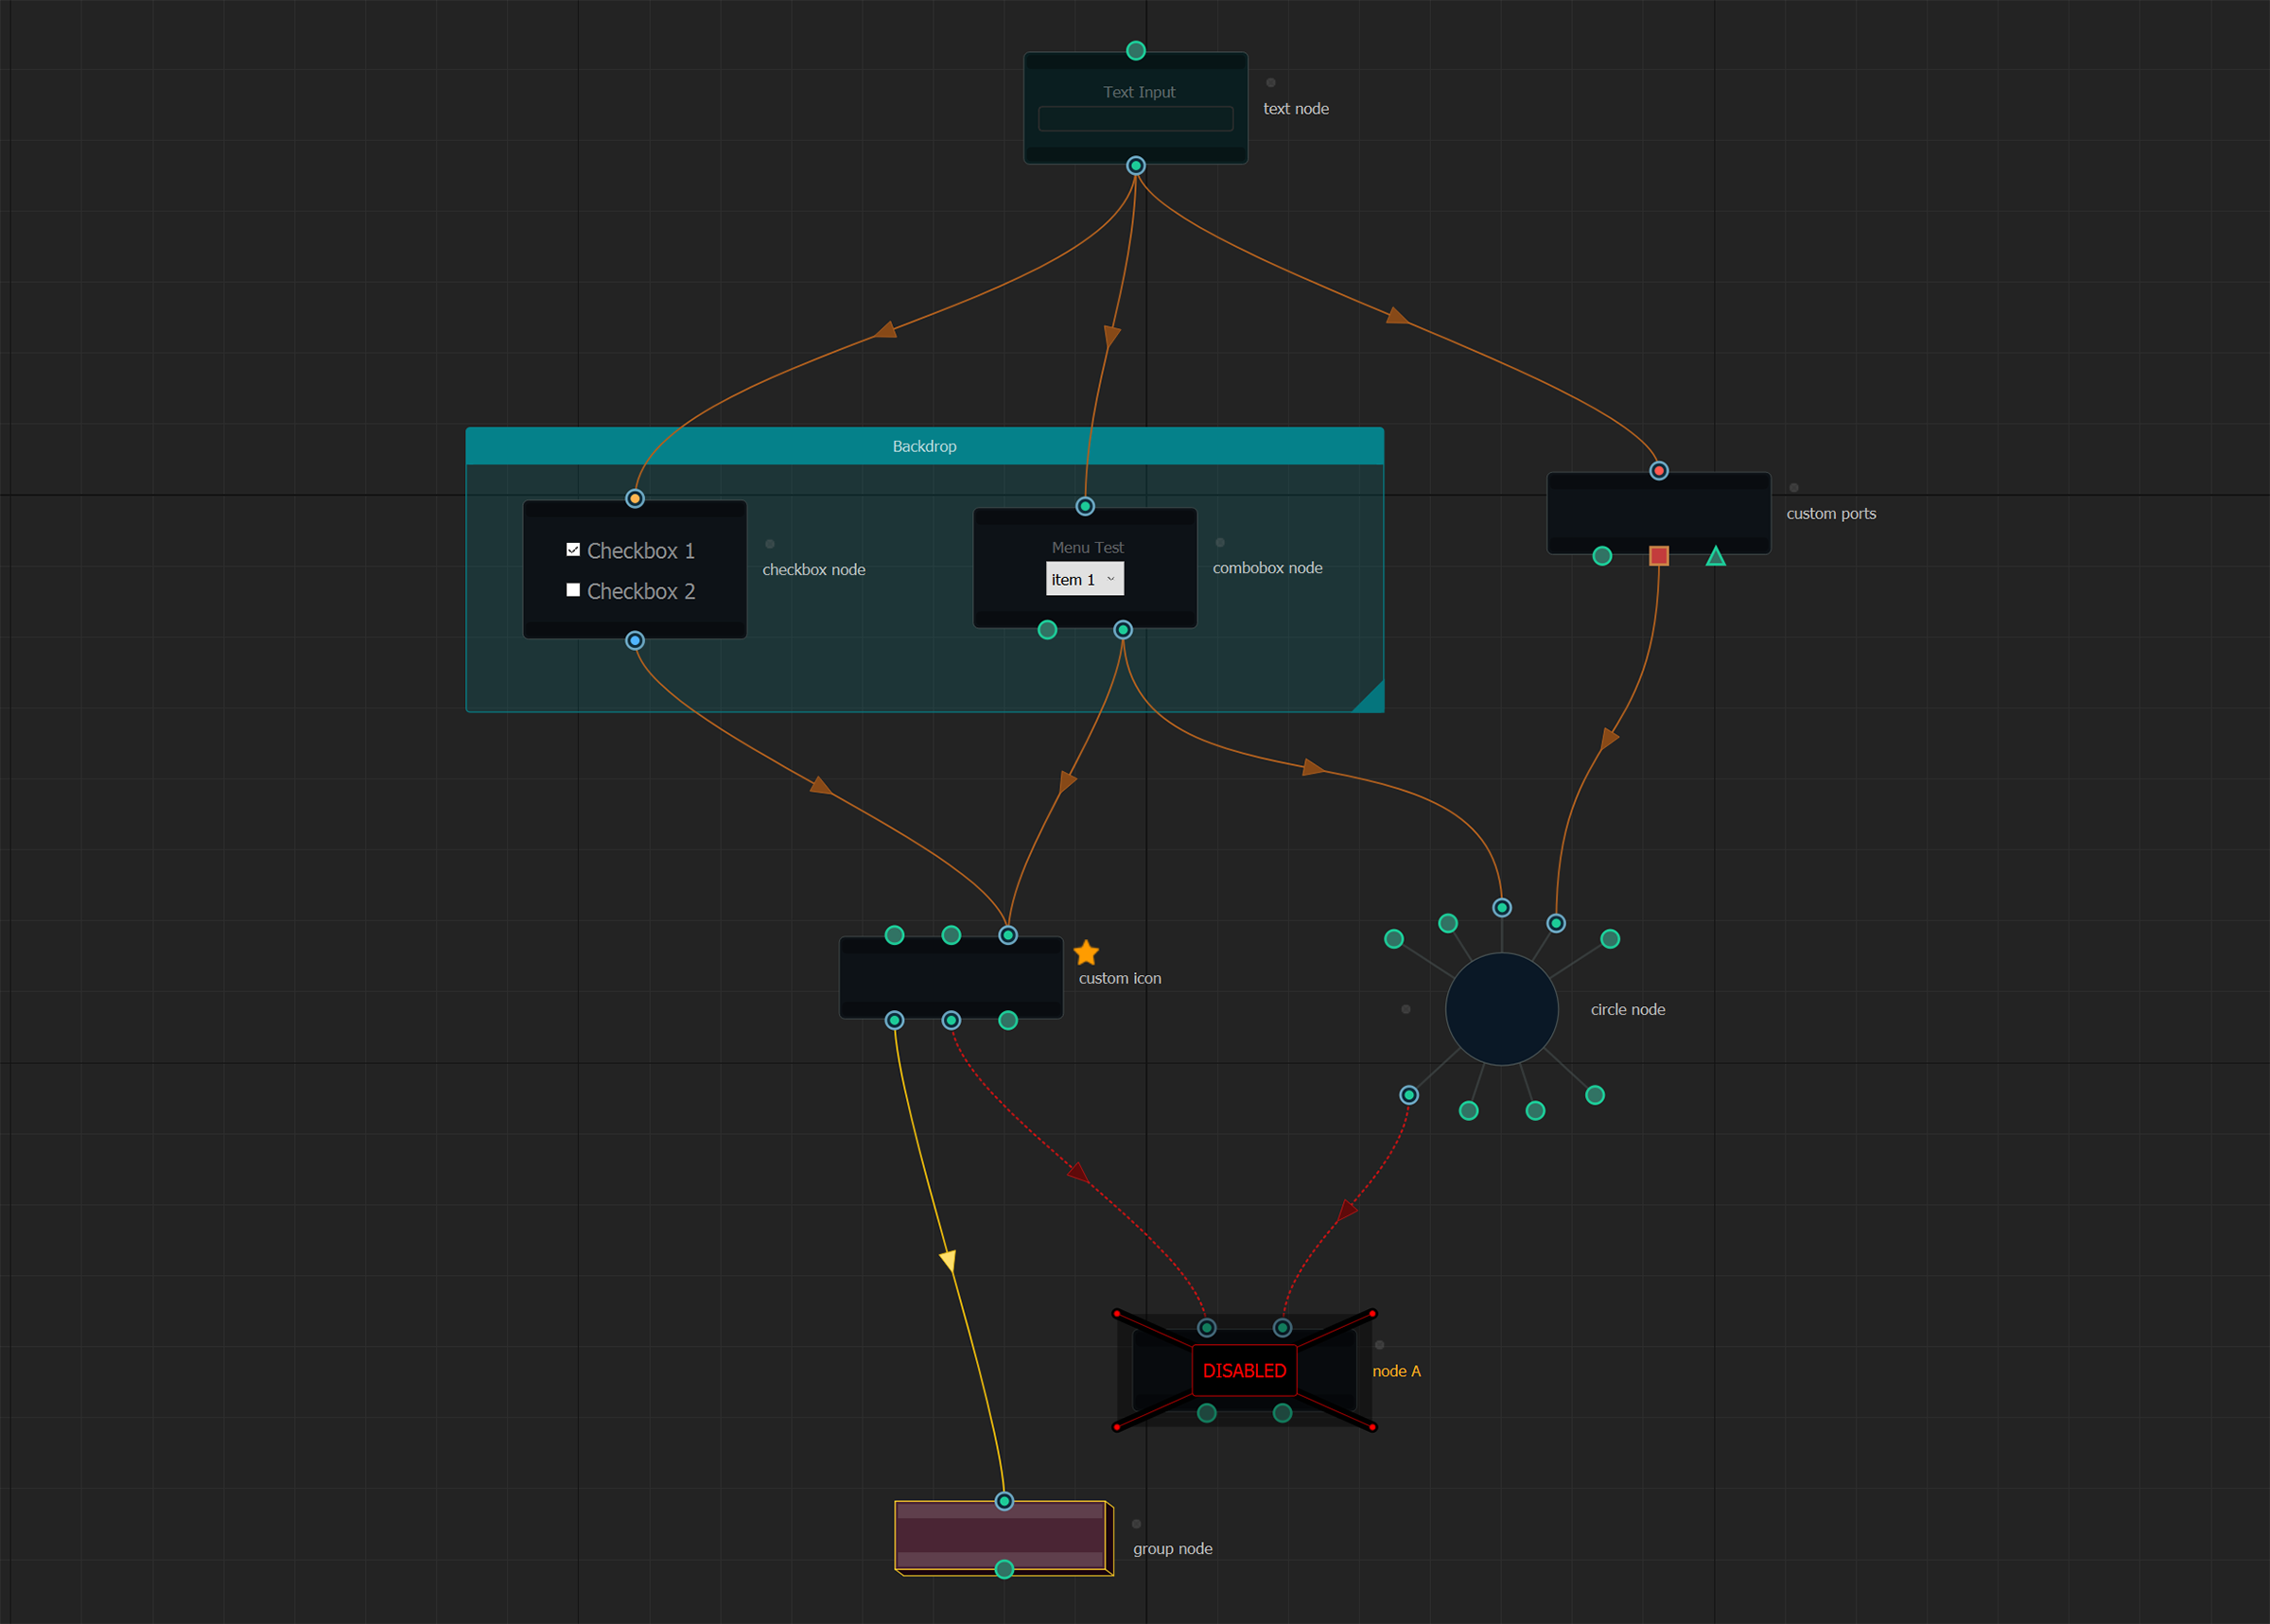 Text Input
text node
Backdrop
Checkbox 1
Checkbox 2
checkbox node
Menu Test
item 1
combobox node
custom ports
custom icon
circle node
DISABLED
node A
group node